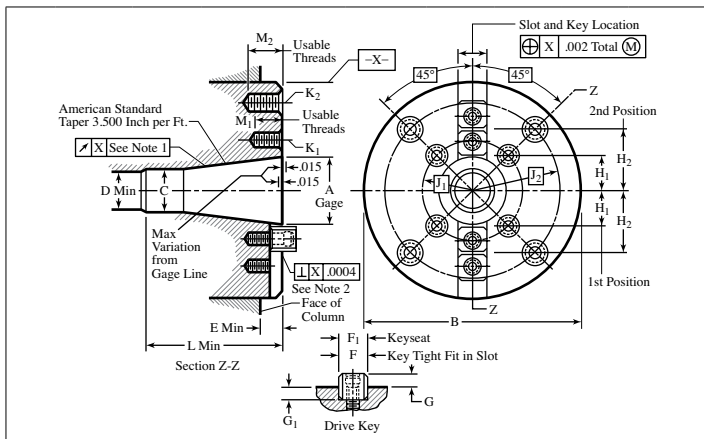 M2
Usable
Threads
K2
American Standard
Taper 3.500 Inch per Ft.
M1
Usable
Threads
K1
X See Note 1
D Min
C
.015
.015
A
Gage
Max
Variation
from
Gage Line
⊥ X .0004
See Note 2
Face of
Column
E Min
L Min
Section Z-Z
–X–
Slot and Key Location
⌖ X .002 Total Ⓜ
45°
45°
Z
2nd Position
H2
H1
J1
J2
H1
H2
1st Position
Z
B
F1
Keyseat
F
Key Tight Fit in Slot
G
G1
Drive Key